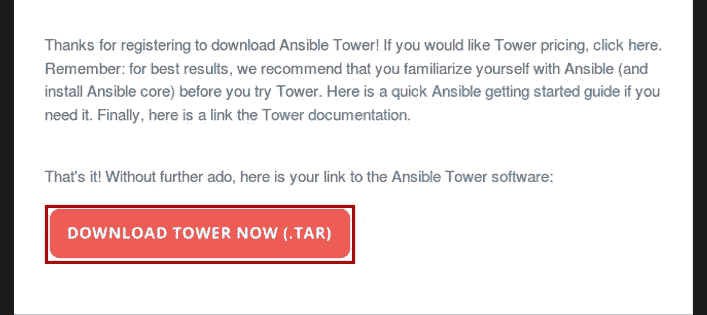 Thanks for registering to download Ansible Tower! If you would like Tower pricing, click here.
Remember: for best results, we recommend that you familiarize yourself with Ansible (and
install Ansible core) before you try Tower. Here is a quick Ansible getting started guide if you
need it. Finally, here is a link the Tower documentation.
That's it! Without further ado, here is your link to the Ansible Tower software:
DOWNLOAD TOWER NOW (.TAR)